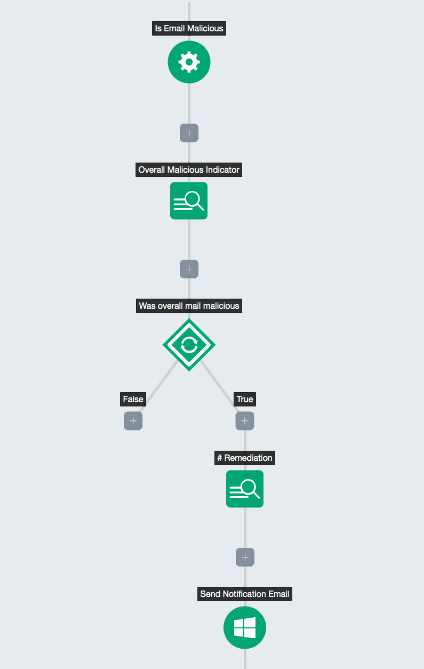 Is Email Malicious
Overall Malicious Indicator
Was overall mail malicious
False
True
# Remediation
Send Notification Email